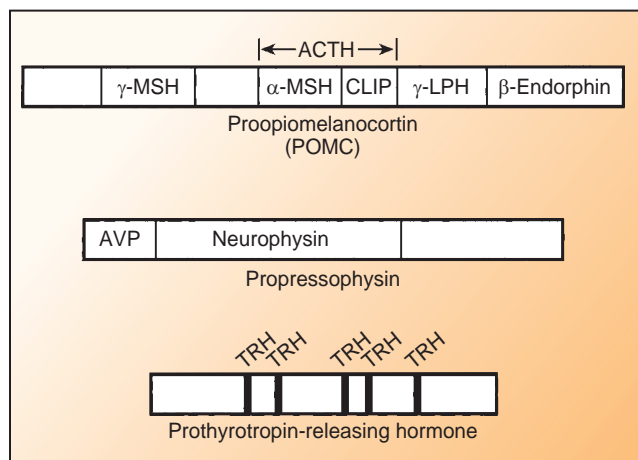 ACTH
γ-MSH α-MSH CLIP γ-LPH β-Endorphin
Proopiomelanocortin
(POMC)
AVP Neurophysin
Propressophysin
TRH TRH TRH TRH TRH
Prothyrotropin-releasing hormone